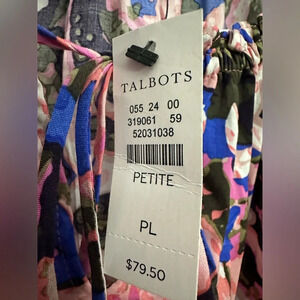 TALBOTS
055 24 00
319061 59
52031038
PETITE
PL
$79.50